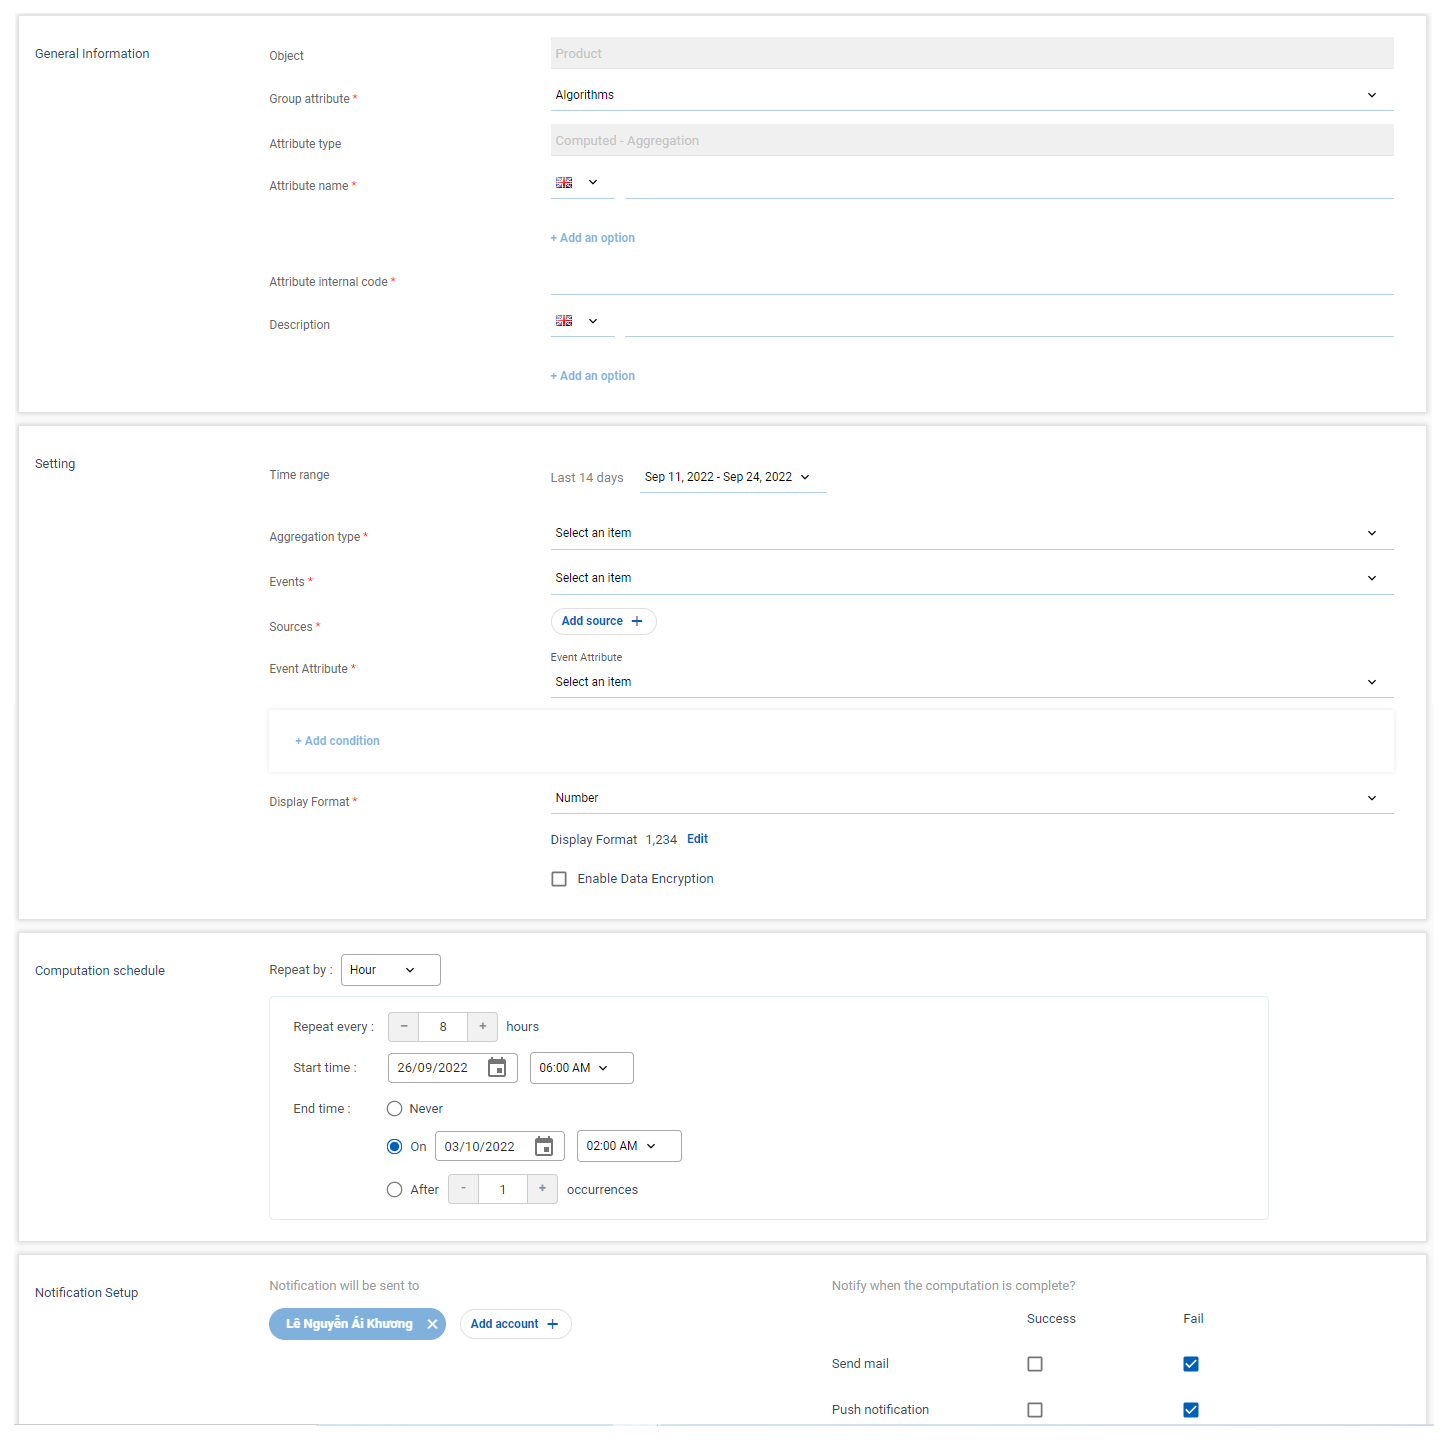 General Information
Object
Product
Group attribute *
Algorithms
Attribute type
Computed - Aggregation
Attribute name *
+ Add an option
Attribute internal code *
Description
+ Add an option
Setting
Time range
Last 14 days
Sep 11, 2022 - Sep 24, 2022
Aggregation type *
Select an item
Events *
Select an item
Sources *
Add source +
Event Attribute *
Event Attribute
Select an item
+ Add condition
Display Format *
Number
Display Format 1,234 Edit
Enable Data Encryption
Computation schedule
Repeat by :
Hour
Repeat every : − 8 + hours
Start time : 26/09/2022 06:00 AM
End time : Never
On 03/10/2022 02:00 AM
After - 1 + occurrences
Notification Setup
Notification will be sent to
Lê Nguyễn Ái Khương ×
Add account +
Notify when the computation is complete?
Success Fail
Send mail
Push notification